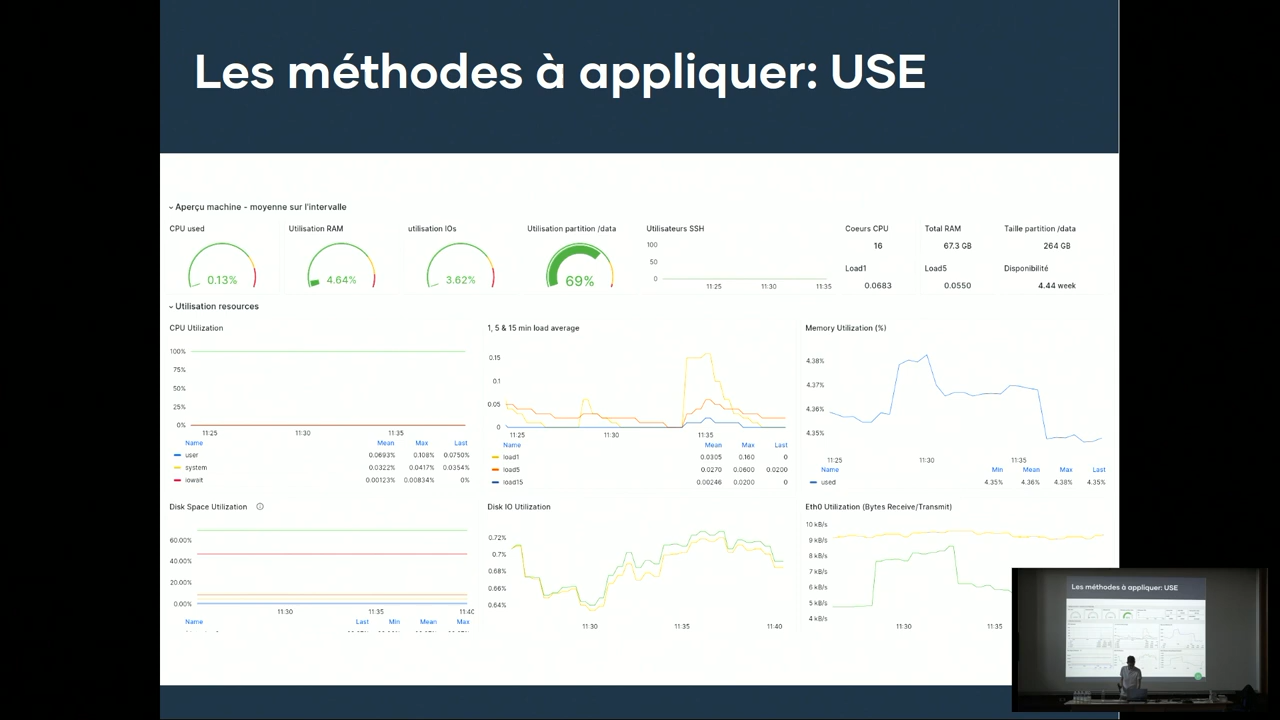 Les méthodes à appliquer: USE
Aperçu machine - moyenne sur l'intervalle
CPU used
Utilisation RAM
utilisation IOs
Utilisation partition /data
Utilisateurs SSH
Coeurs CPU
Total RAM
Taille partition /data
0.13%
4.64%
3.62%
69%
100
50
0
11:25 11:30 11:35
16
67.3 GB
264 GB
Load1
Load5
Disponibilité
0.0683
0.0550
4.44 week
Utilisation resources
CPU Utilization
100%
75%
50%
25%
0%
11:25 11:30 11:35
Name Mean Max Last
user 0.0693% 0.108% 0.0750%
system 0.0322% 0.0417% 0.0354%
iowait 0.00123% 0.00834% 0%
1, 5 & 15 min load average
0.15
0.1
0.05
0
11:25 11:30 11:35
Name Mean Max Last
load1 0.0305 0.160 0
load5 0.0270 0.0600 0.0200
load15 0.00246 0.0200 0
Memory Utilization (%)
4.38%
4.37%
4.36%
4.35%
11:25 11:30 11:35
Name Min Mean Max Last
used 4.35% 4.36% 4.38% 4.35%
Disk Space Utilization
60.00%
40.00%
20.00%
0.00%
11:30 11:35 11:40
Name Last Min Mean Max
Disk IO Utilization
0.72%
0.7%
0.68%
0.66%
0.64%
11:30 11:35 11:40
Eth0 Utilization (Bytes Receive/Transmit)
10 kB/s
9 kB/s
8 kB/s
7 kB/s
6 kB/s
5 kB/s
4 kB/s
11:30 11:35
Les méthodes à appliquer: USE